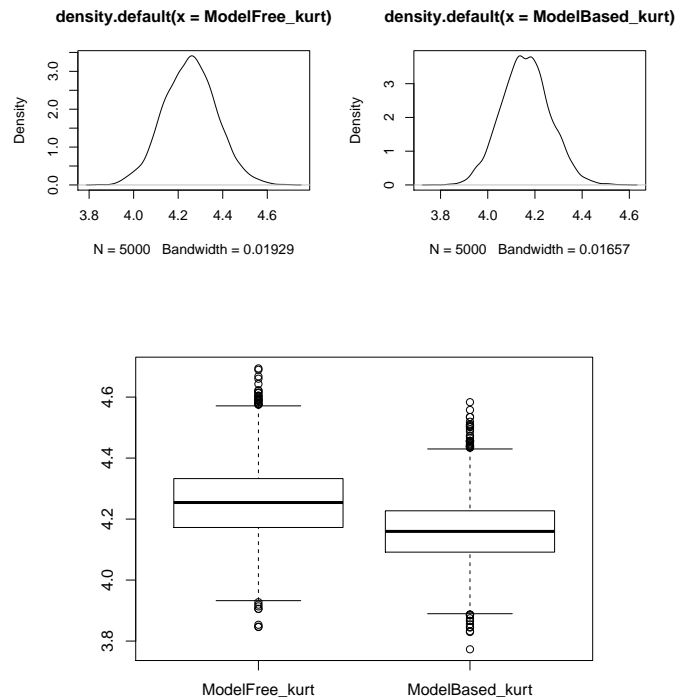 density.default(x = ModelFree_kurt)
Density
0.0 1.0 2.0 3.0
3.8 4.0 4.2 4.4 4.6
N = 5000 Bandwidth = 0.01929
density.default(x = ModelBased_kurt)
Density
0 1 2 3
3.8 4.0 4.2 4.4 4.6
N = 5000 Bandwidth = 0.01657
3.8 4.0 4.2 4.4 4.6
ModelFree_kurt
ModelBased_kurt